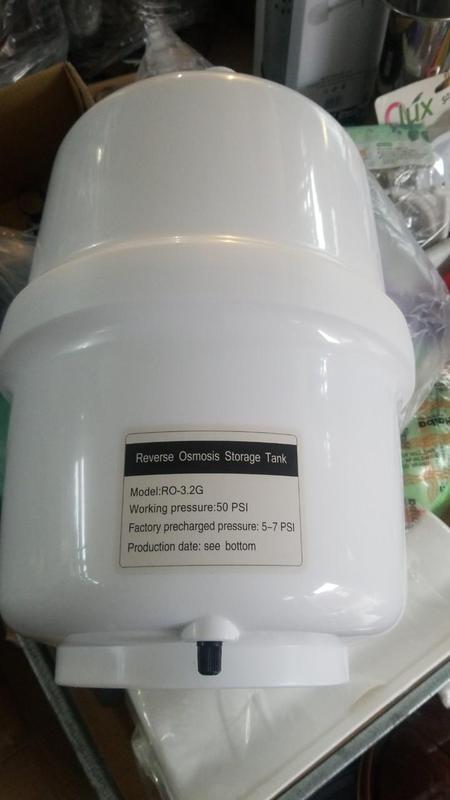 lúx
Reverse Osmosis Storage Tank
Model:RO-3.2G
Working pressure:50 PSI
Factory precharged pressure: 5-7 PSI
Production date: see bottom